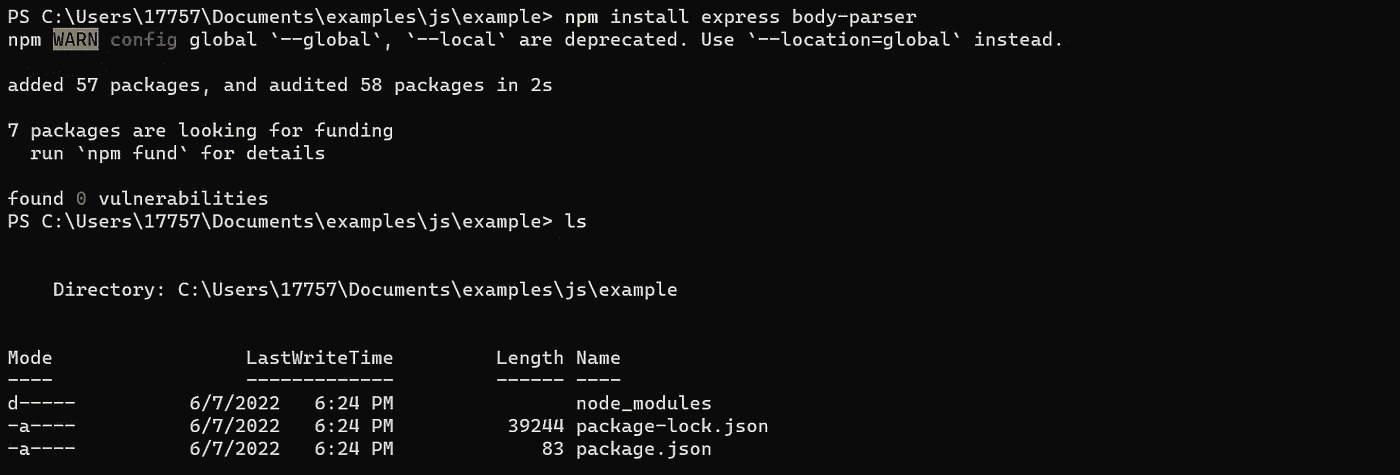 PS C:\Users\17757\Documents\examples\js\example> npm install express body-parser
npm WARN config global `--global`, `--local` are deprecated. Use `--location=global` instead.
added 57 packages, and audited 58 packages in 2s
7 packages are looking for funding
  run `npm fund` for details
found 0 vulnerabilities
PS C:\Users\17757\Documents\examples\js\example> ls
    Directory: C:\Users\17757\Documents\examples\js\example
Mode                 LastWriteTime         Length Name
----                 -------------         ------ ----
d-----          6/7/2022   6:24 PM                node_modules
-a----          6/7/2022   6:24 PM          39244 package-lock.json
-a----          6/7/2022   6:24 PM             83 package.json